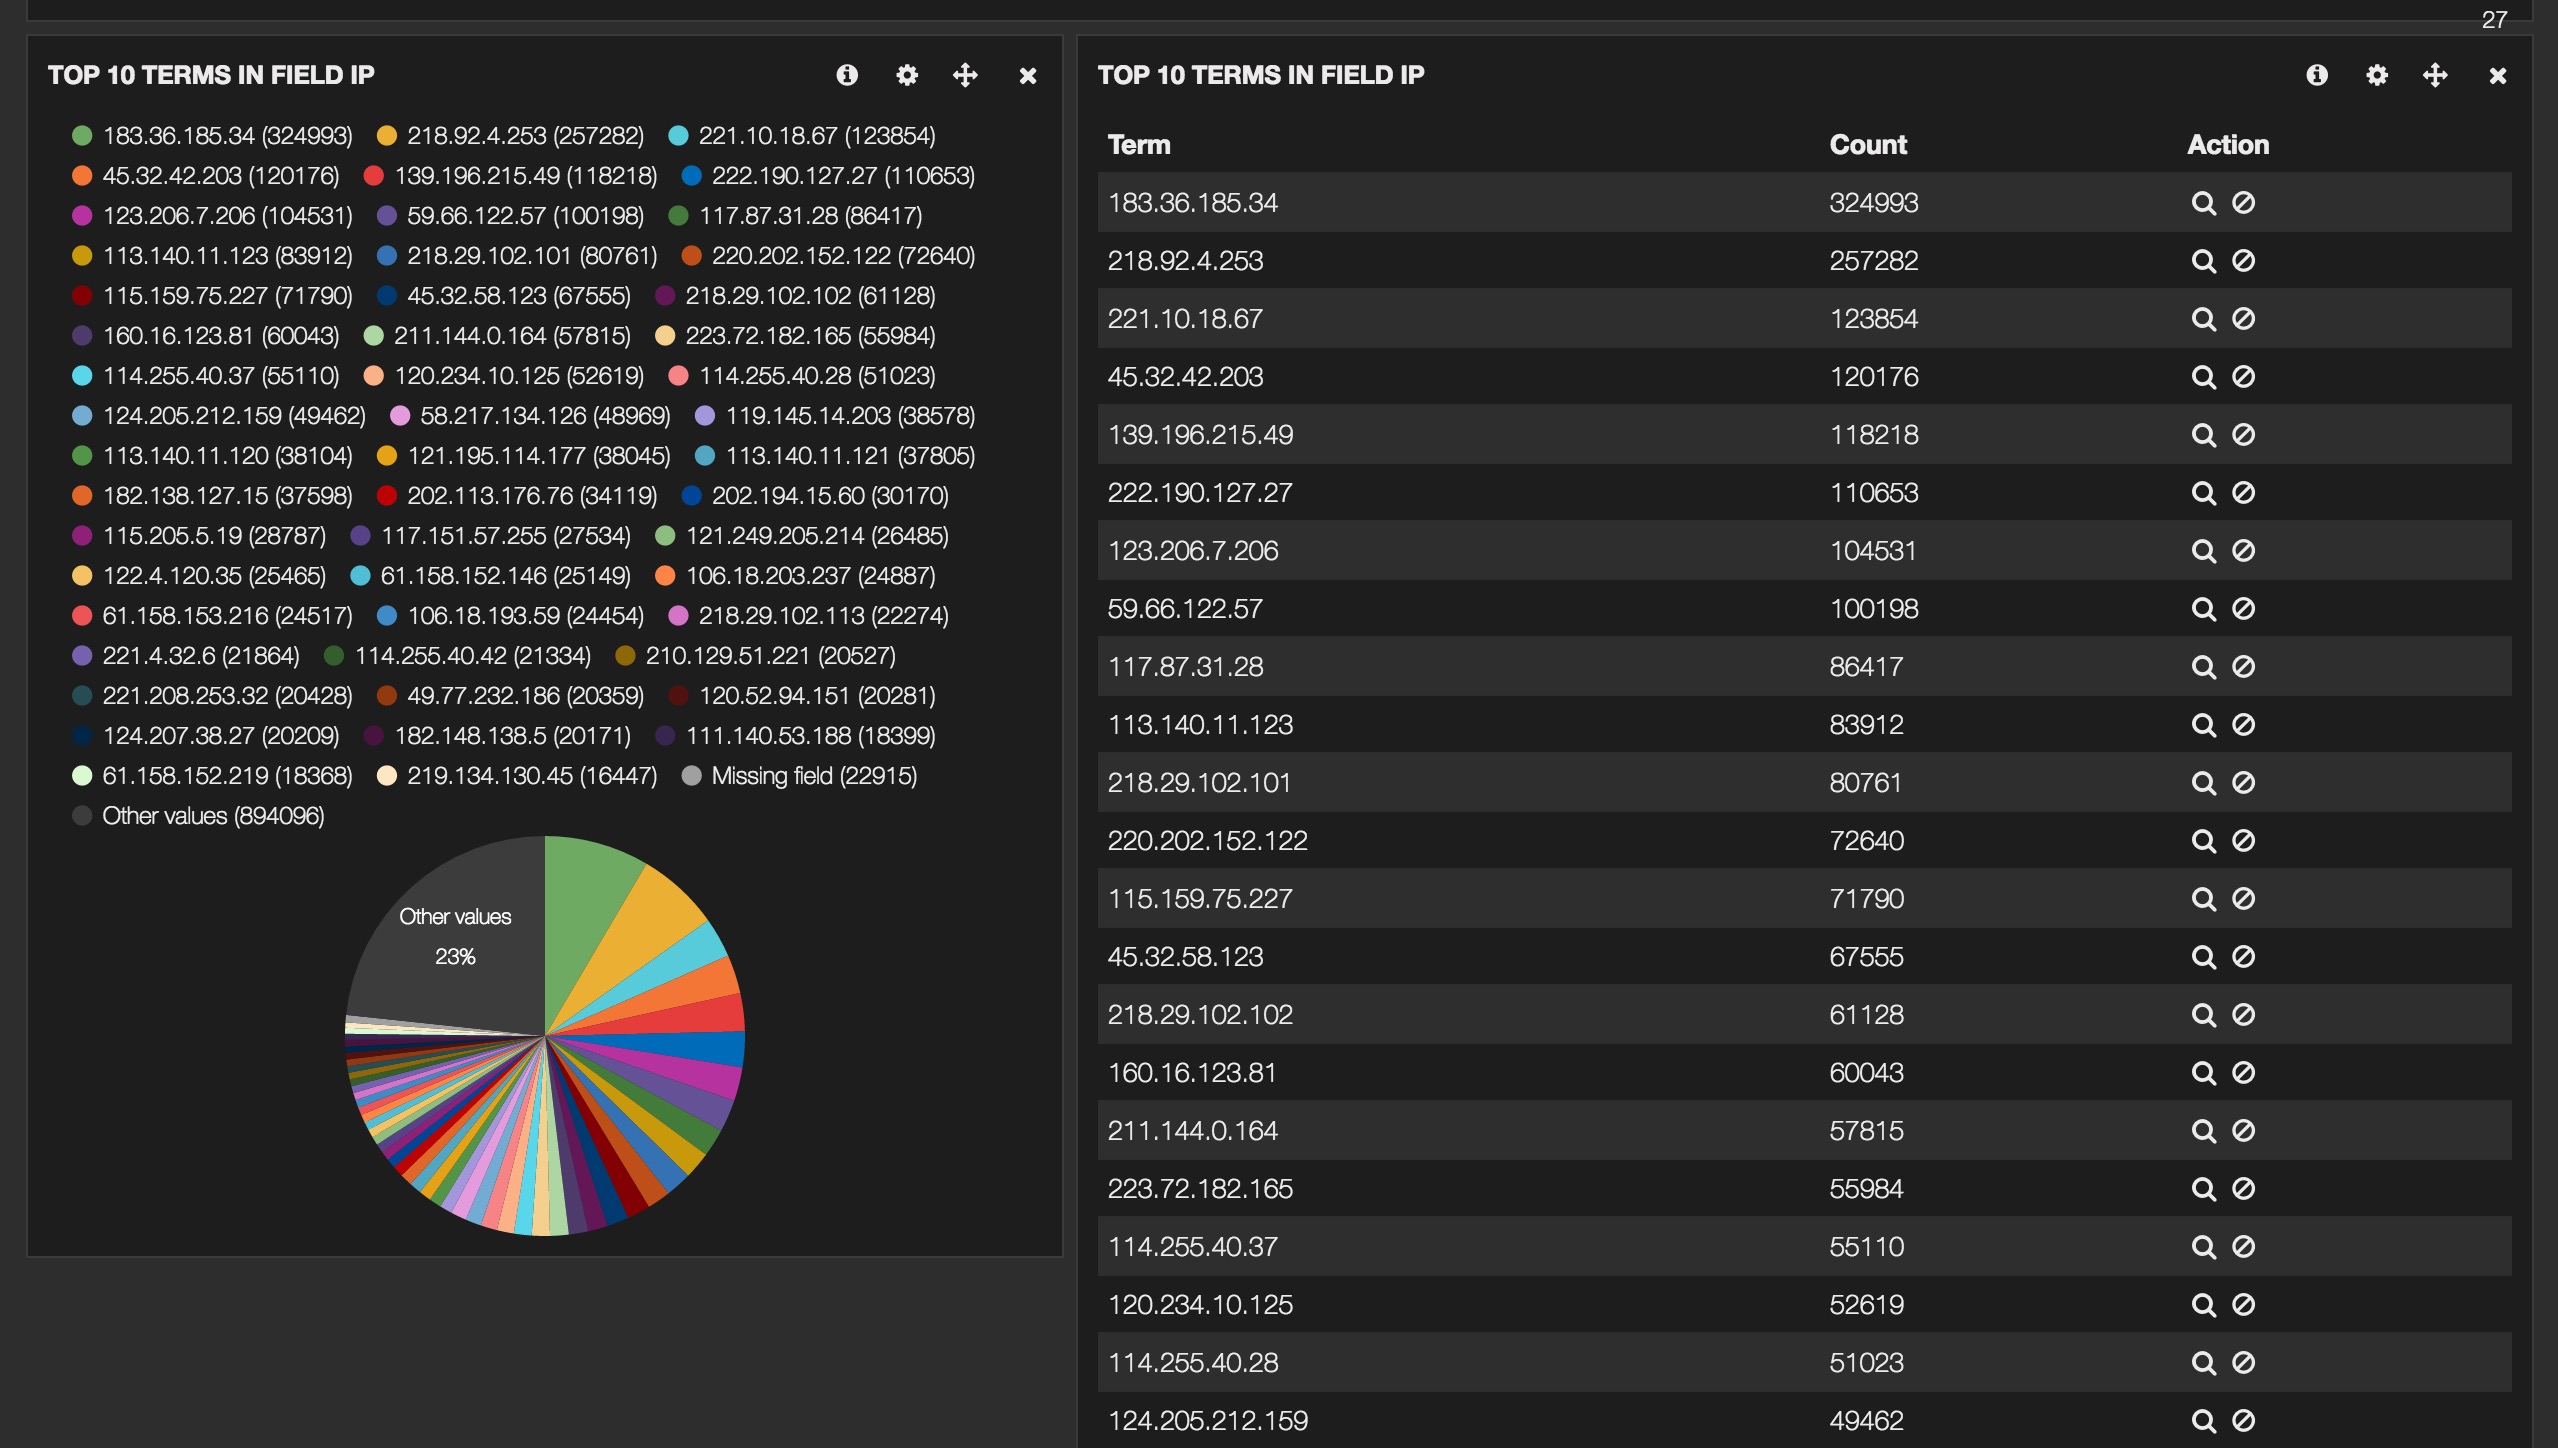 27
TOP 10 TERMS IN FIELD IP
183.36.185.34 (324993) 218.92.4.253 (257282) 221.10.18.67 (123854)
45.32.42.203 (120176) 139.196.215.49 (118218) 222.190.127.27 (110653)
123.206.7.206 (104531) 59.66.122.57 (100198) 117.87.31.28 (86417)
113.140.11.123 (83912) 218.29.102.101 (80761) 220.202.152.122 (72640)
115.159.75.227 (71790) 45.32.58.123 (67555) 218.29.102.102 (61128)
160.16.123.81 (60043) 211.144.0.164 (57815) 223.72.182.165 (55984)
114.255.40.37 (55110) 120.234.10.125 (52619) 114.255.40.28 (51023)
124.205.212.159 (49462) 58.217.134.126 (48969) 119.145.14.203 (38578)
113.140.11.120 (38104) 121.195.114.177 (38045) 113.140.11.121 (37805)
182.138.127.15 (37598) 202.113.176.76 (34119) 202.194.15.60 (30170)
115.205.5.19 (28787) 117.151.57.255 (27534) 121.249.205.214 (26485)
122.4.120.35 (25465) 61.158.152.146 (25149) 106.18.203.237 (24887)
61.158.153.216 (24517) 106.18.193.59 (24454) 218.29.102.113 (22274)
221.4.32.6 (21864) 114.255.40.42 (21334) 210.129.51.221 (20527)
221.208.253.32 (20428) 49.77.232.186 (20359) 120.52.94.151 (20281)
124.207.38.27 (20209) 182.148.138.5 (20171) 111.140.53.188 (18399)
61.158.152.219 (18368) 219.134.130.45 (16447) Missing field (22915)
Other values (894096)
Other values
23%
TOP 10 TERMS IN FIELD IP
Term Count Action
183.36.185.34 324993
218.92.4.253 257282
221.10.18.67 123854
45.32.42.203 120176
139.196.215.49 118218
222.190.127.27 110653
123.206.7.206 104531
59.66.122.57 100198
117.87.31.28 86417
113.140.11.123 83912
218.29.102.101 80761
220.202.152.122 72640
115.159.75.227 71790
45.32.58.123 67555
218.29.102.102 61128
160.16.123.81 60043
211.144.0.164 57815
223.72.182.165 55984
114.255.40.37 55110
120.234.10.125 52619
114.255.40.28 51023
124.205.212.159 49462